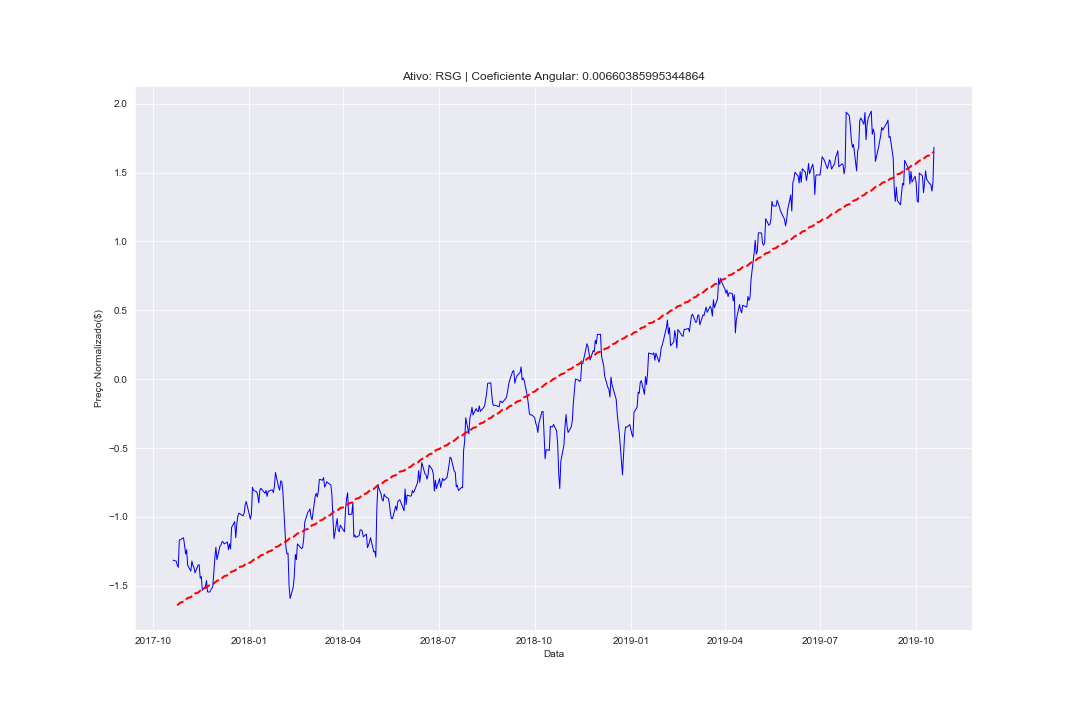 Ativo: RSG | Coeficiente Angular: 0.00660385995344864
2.0
1.5
1.0
0.5
0.0
−0.5
−1.0
−1.5
Preço Normalizado($)
2017-10 2018-01 2018-04 2018-07 2018-10 2019-01 2019-04 2019-07 2019-10
Data